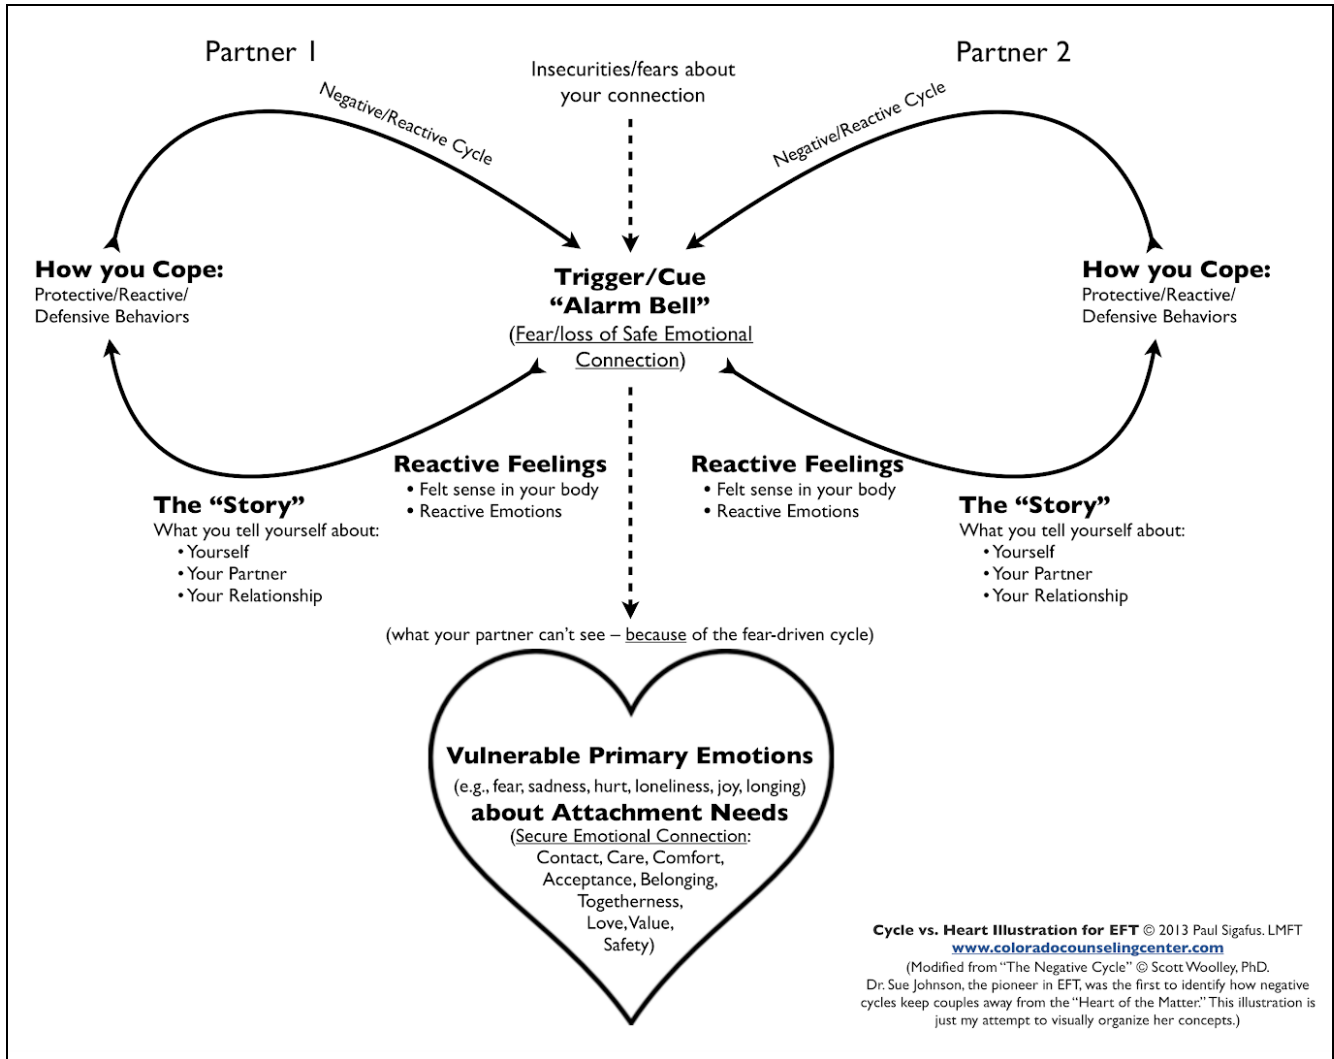 Partner 1
Partner 2
Insecurities/fears about
your connection
Negative/Reactive Cycle
Negative/Reactive Cycle
How you Cope:
Protective/Reactive/
Defensive Behaviors
Trigger/Cue
“Alarm Bell”
(Fear/loss of Safe Emotional
Connection)
How you Cope:
Protective/Reactive/
Defensive Behaviors
Reactive Feelings
• Felt sense in your body
• Reactive Emotions
Reactive Feelings
• Felt sense in your body
• Reactive Emotions
The “Story”
What you tell yourself about:
• Yourself
• Your Partner
• Your Relationship
The “Story”
What you tell yourself about:
• Yourself
• Your Partner
• Your Relationship
(what your partner can’t see – because of the fear-driven cycle)
Vulnerable Primary Emotions
(e.g., fear, sadness, hurt, loneliness, joy, longing)
about Attachment Needs
(Secure Emotional Connection:
Contact, Care, Comfort,
Acceptance, Belonging,
Togetherness,
Love, Value,
Safety)
Cycle vs. Heart Illustration for EFT © 2013 Paul Sigafus. LMFT
www.coloradocounselingcenter.com
(Modified from “The Negative Cycle” © Scott Woolley, PhD.
Dr. Sue Johnson, the pioneer in EFT, was the first to identify how negative
cycles keep couples away from the “Heart of the Matter.” This illustration is
just my attempt to visually organize her concepts.)